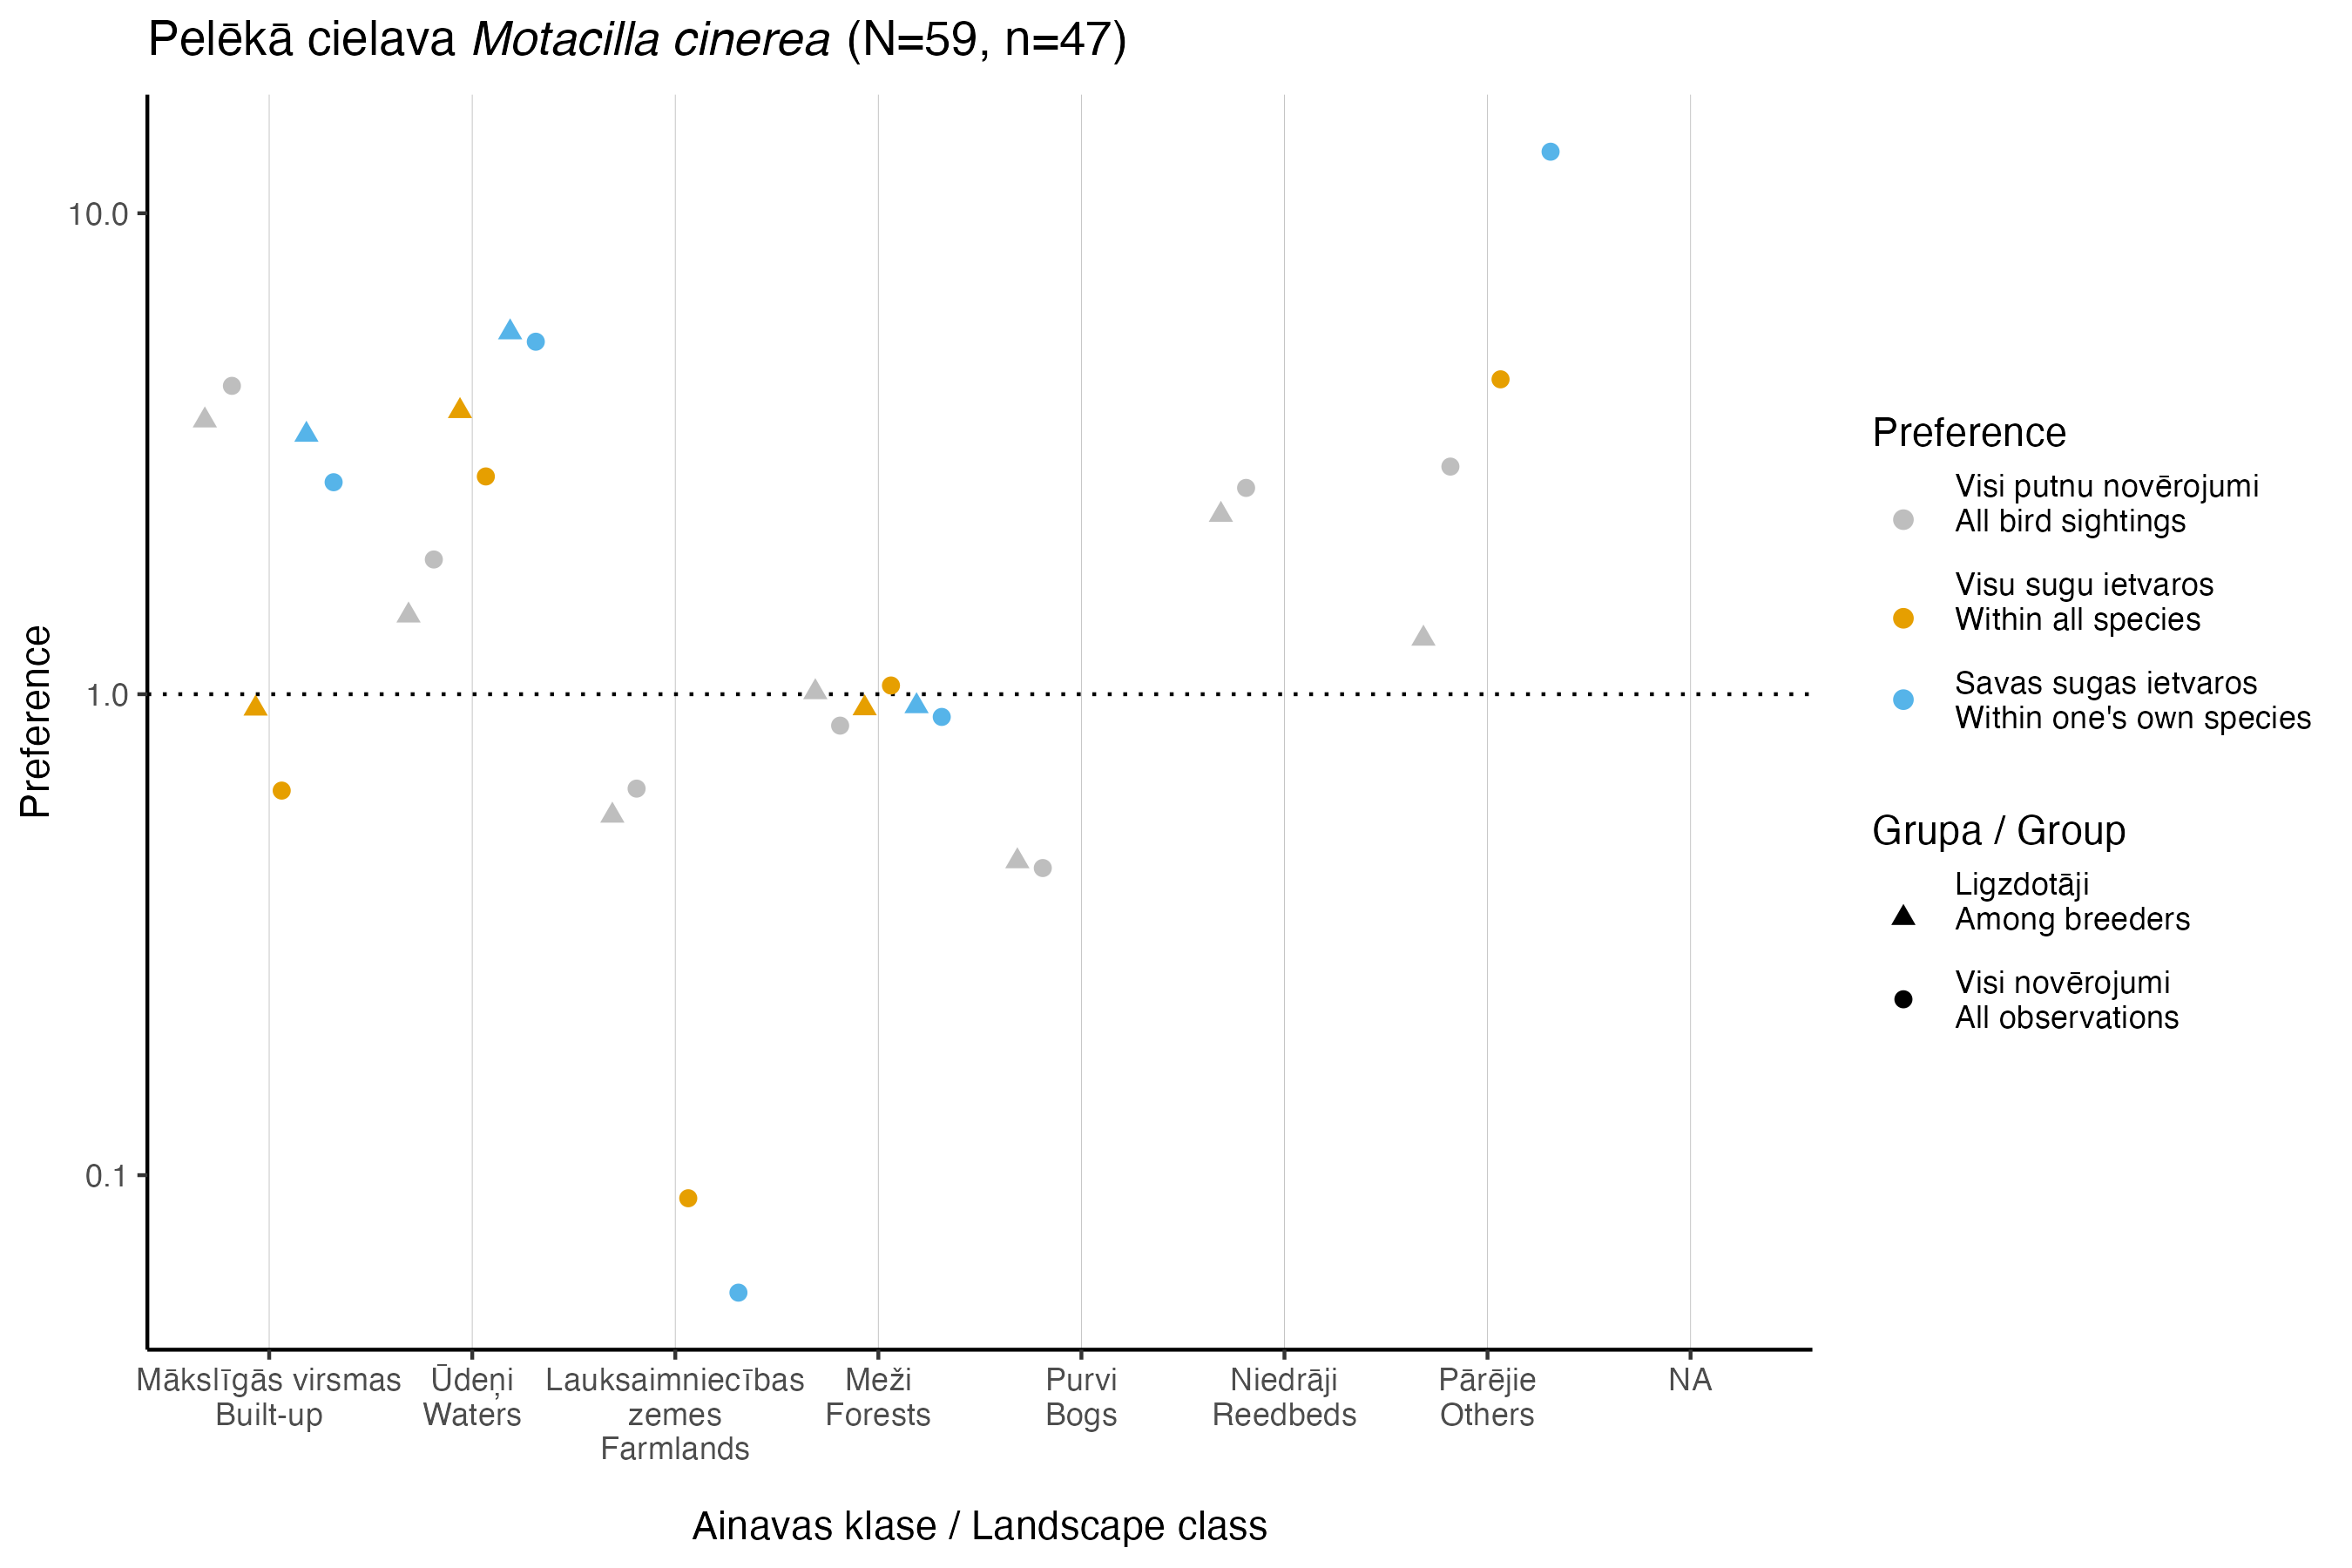 Pelēkā cielava Motacilla cinerea (N=59, n=47)
Preference
10.0
1.0
0.1
Mākslīgās virsmas
Built-up
Ūdeņi
Waters
Lauksaimniecības
zemes
Farmlands
Meži
Forests
Purvi
Bogs
Niedrāji
Reedbeds
Pārējie
Others
NA
Ainavas klase / Landscape class
Preference
Visi putnu novērojumi
All bird sightings
Visu sugu ietvaros
Within all species
Savas sugas ietvaros
Within one's own species
Grupa / Group
Ligzdotāji
Among breeders
Visi novērojumi
All observations